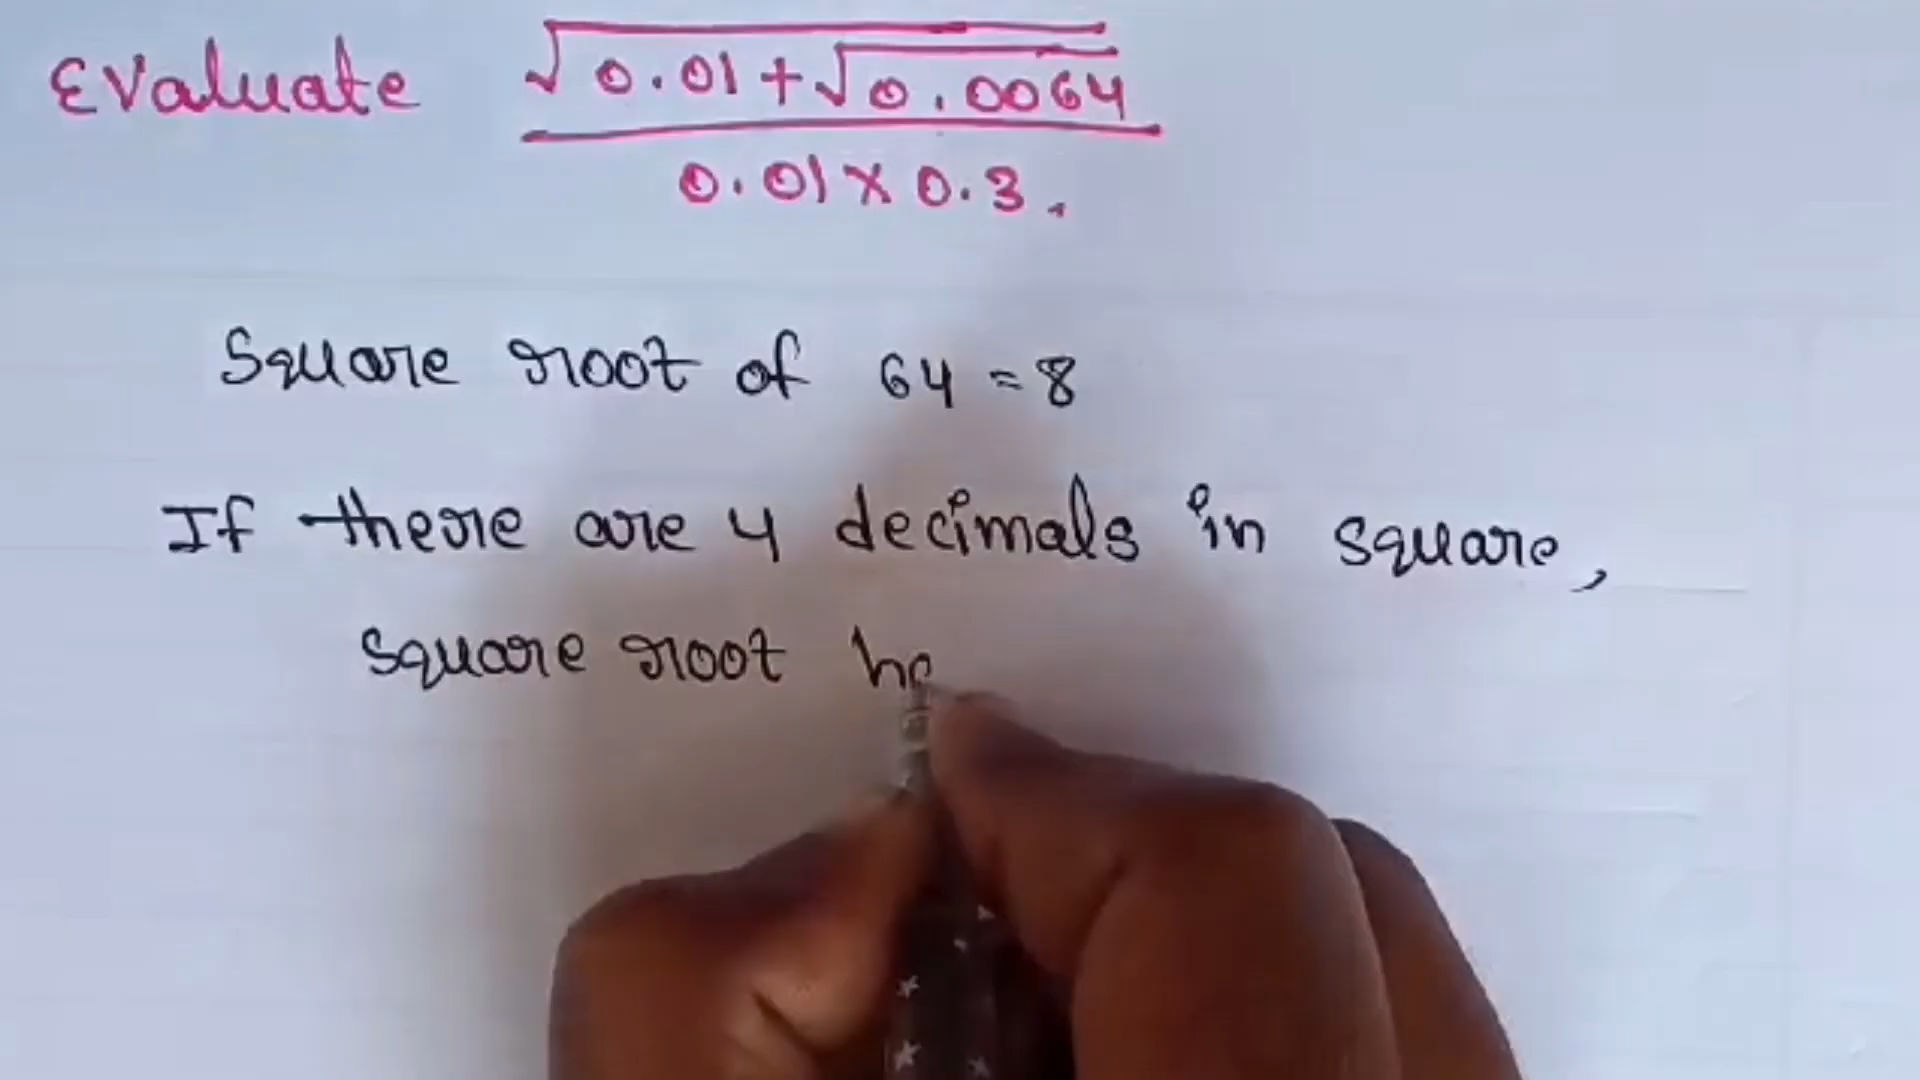 Evaluate √(0.01+√0.0064)
0.01 x 0.3.
Square root of 64 = 8
If there are 4 decimals in square,
square root